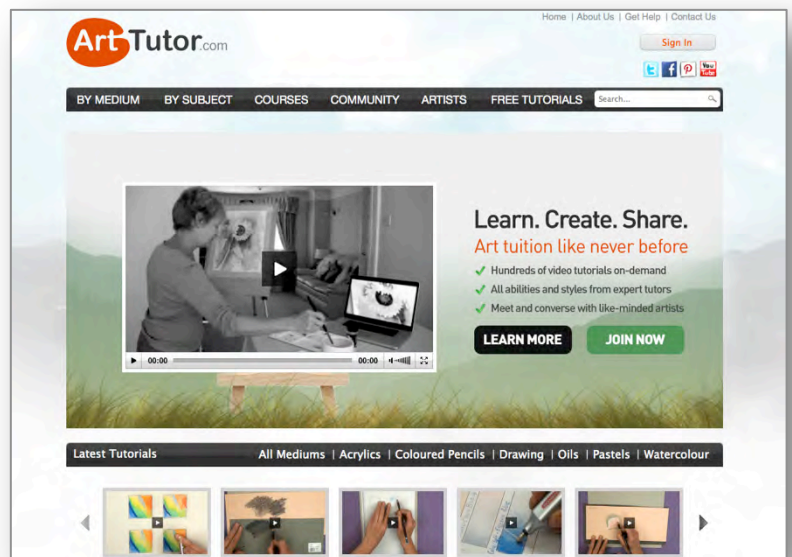 Home | About Us | Get Help | Contact Us
ArtTutor.com
Sign In
You Tube
BY MEDIUM BY SUBJECT COURSES COMMUNITY ARTISTS FREE TUTORIALS Search...
Learn. Create. Share.
Art tuition like never before
Hundreds of video tutorials on-demand
All abilities and styles from expert tutors
Meet and converse with like-minded artists
LEARN MORE JOIN NOW
00:00 00:00
Latest Tutorials All Mediums | Acrylics | Coloured Pencils | Drawing | Oils | Pastels | Watercolour